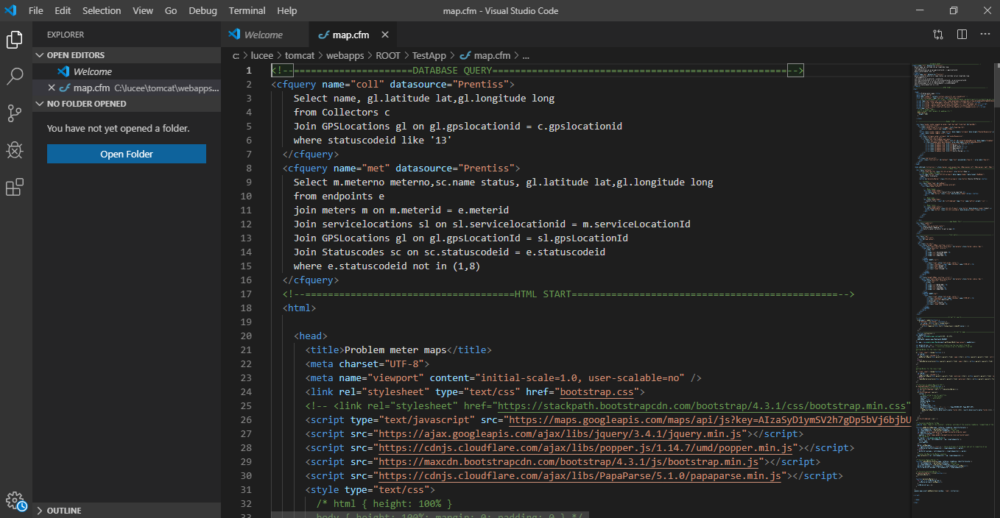 File Edit Selection View Go Debug Terminal Help
map.cfm - Visual Studio Code
EXPLORER
OPEN EDITORS
Welcome
map.cfm C:\lucee\tomcat\webapps...
NO FOLDER OPENED
You have not yet opened a folder.
Open Folder
OUTLINE
Welcome
map.cfm
c: > lucee > tomcat > webapps > ROOT > TestApp > map.cfm > ...
1 <!--=====================DATABASE QUERY====================================================-->
2 <cfquery name="coll" datasource="Prentiss">
3 Select name, gl.latitude lat,gl.longitude long
4 from Collectors c
5 Join GPSLocations gl on gl.gpslocationid = c.gpslocationid
6 where statuscodeid like '13'
7 </cfquery>
8 <cfquery name="met" datasource="Prentiss">
9 Select m.meterno meterno,sc.name status, gl.latitude lat,gl.longitude long
10 from endpoints e
11 join meters m on m.meterid = e.meterid
12 Join servicelocations sl on sl.servicelocationid = m.serviceLocationId
13 Join GPSLocations gl on gl.gpsLocationId = sl.gpsLocationId
14 Join Statuscodes sc on sc.statuscodeid = e.statuscodeid
15 where e.statuscodeid not in (1,8)
16 </cfquery>
17 <!--=====================================HTML START===============================================-->
18 <html>
19
20 <head>
21 <title>Problem meter maps</title>
22 <meta charset="UTF-8">
23 <meta name="viewport" content="initial-scale=1.0, user-scalable=no" />
24 <link rel="stylesheet" type="text/css" href="bootstrap.css">
25 <!-- <link rel="stylesheet" href="https://stackpath.bootstrapcdn.com/bootstrap/4.3.1/css/bootstrap.min.css"
26 <script type="text/javascript" src="https://maps.googleapis.com/maps/api/js?key=AIzaSyD1ymSV2h7gDp5bVj6bjbU
27 <script src="https://ajax.googleapis.com/ajax/libs/jquery/3.4.1/jquery.min.js"></script>
28 <script src="https://cdnjs.cloudflare.com/ajax/libs/popper.js/1.14.7/umd/popper.min.js"></script>
29 <script src="https://maxcdn.bootstrapcdn.com/bootstrap/4.3.1/js/bootstrap.min.js"></script>
30 <script src="https://cdnjs.cloudflare.com/ajax/libs/PapaParse/5.1.0/papaparse.min.js"></script>
31 <style type="text/css">
32 /* html { height: 100% }
33 body { height: 100%; margin: 0; padding: 0 } */